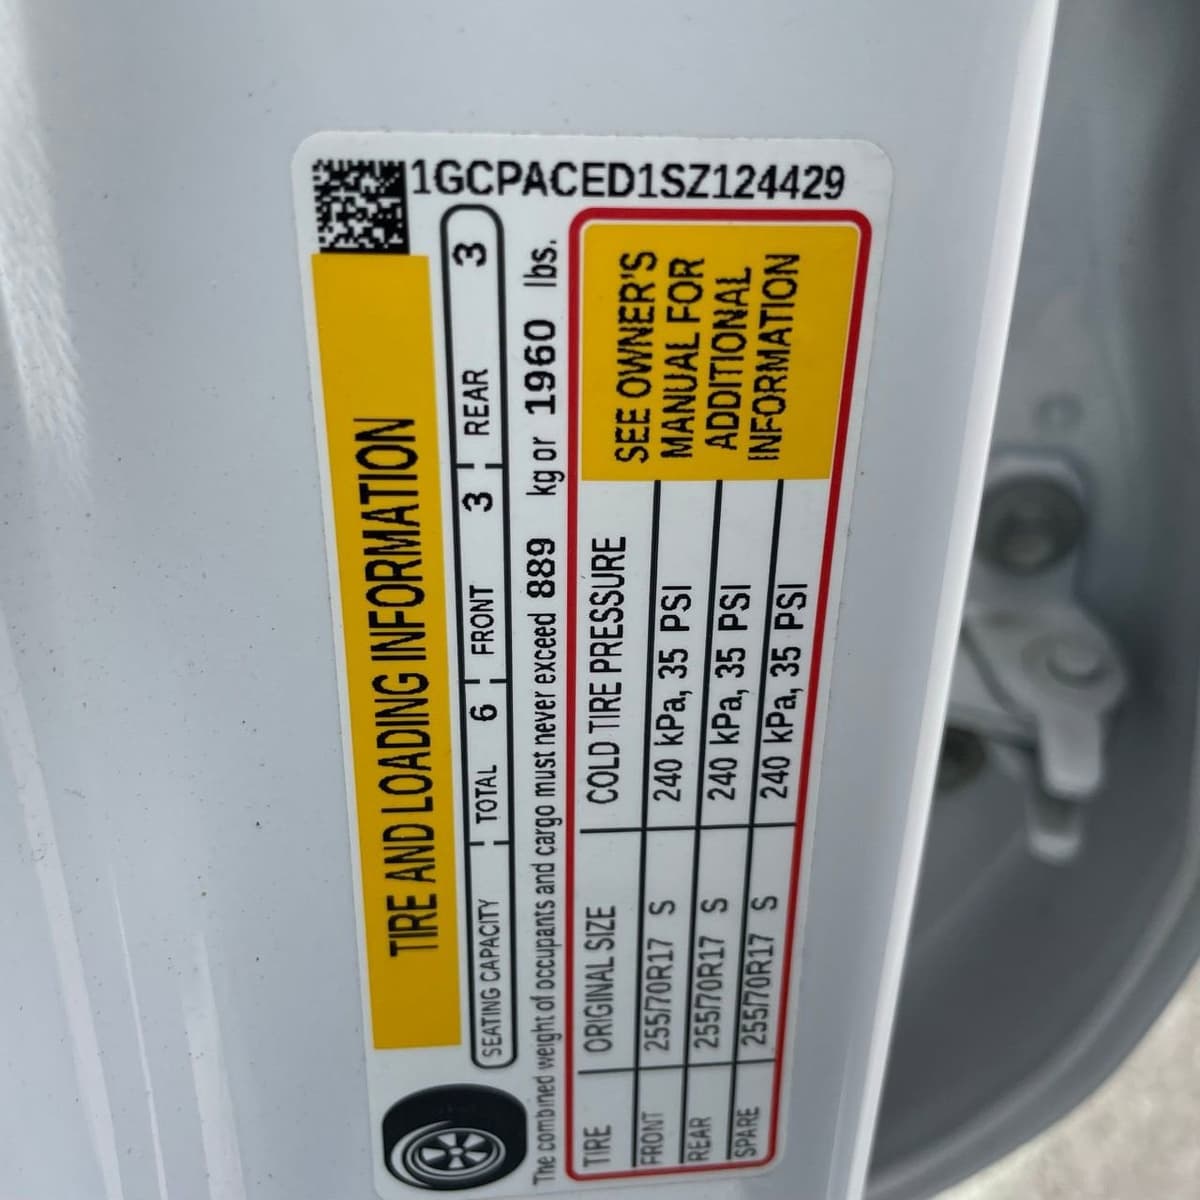 1GCPACED1SZ124429
TIRE AND LOADING INFORMATION
SEATING CAPACITY TOTAL 6 FRONT 3 REAR 3
The combined weight of occupants and cargo must never exceed 889 kg or 1960 lbs.
TIRE ORIGINAL SIZE COLD TIRE PRESSURE
FRONT 255/70R17 S 240 kPa, 35 PSI
REAR 255/70R17 S 240 kPa, 35 PSI
SPARE 255/70R17 S 240 kPa, 35 PSI
SEE OWNER'S
MANUAL FOR
ADDITIONAL
INFORMATION